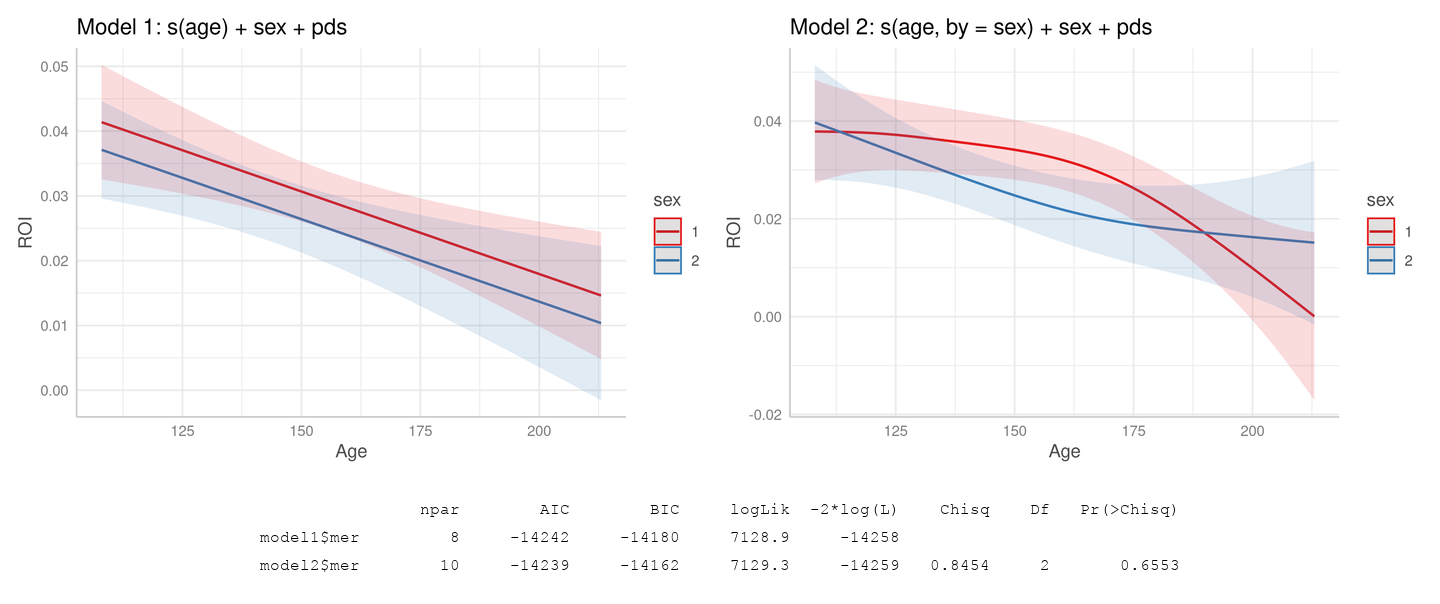 Model 1: s(age) + sex + pds
0.05
0.04
0.03
0.02
0.01
0.00
ROI
125 150 175 200
Age
sex
1
2
Model 2: s(age, by = sex) + sex + pds
0.04
0.02
0.00
-0.02
ROI
125 150 175 200
Age
sex
1
2
npar AIC BIC logLik -2*log(L) Chisq Df Pr(>Chisq)
model1$mer 8 -14242 -14180 7128.9 -14258
model2$mer 10 -14239 -14162 7129.3 -14259 0.8454 2 0.6553